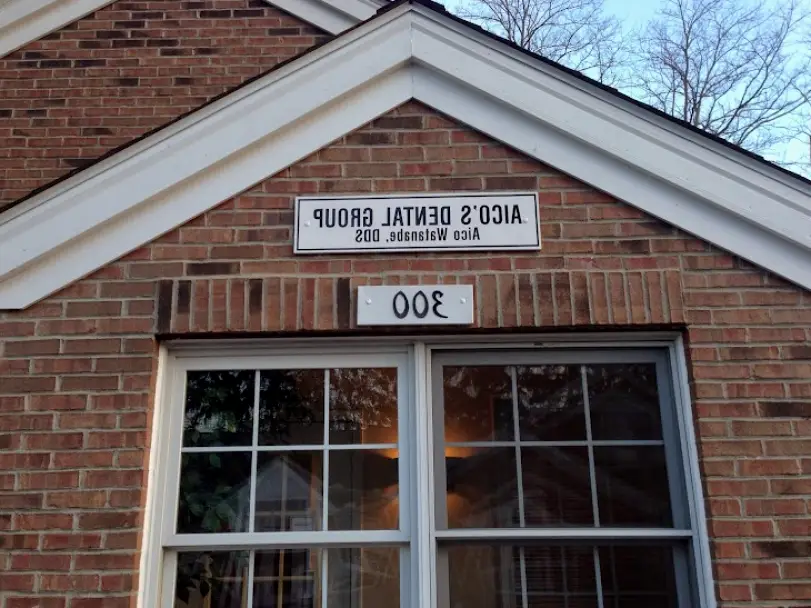 AICO'S DENTAL GROUP
Aico Watanabe, DDS
300